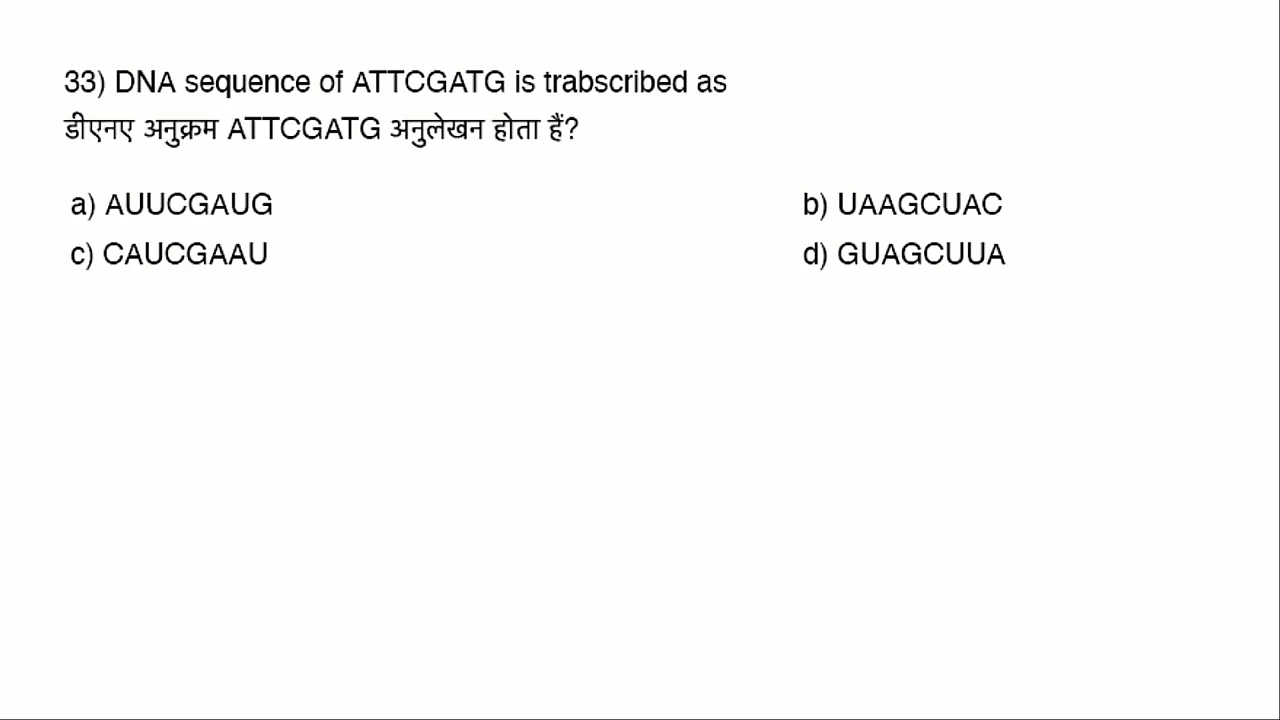 33) DNA sequence of ATTCGATG is trabscribed as
डीएनए अनुक्रम ATTCGATG अनुलेखन होता हैं?
a) AUUCGAUG b) UAAGCUAC
c) CAUCGAAU d) GUAGCUUA